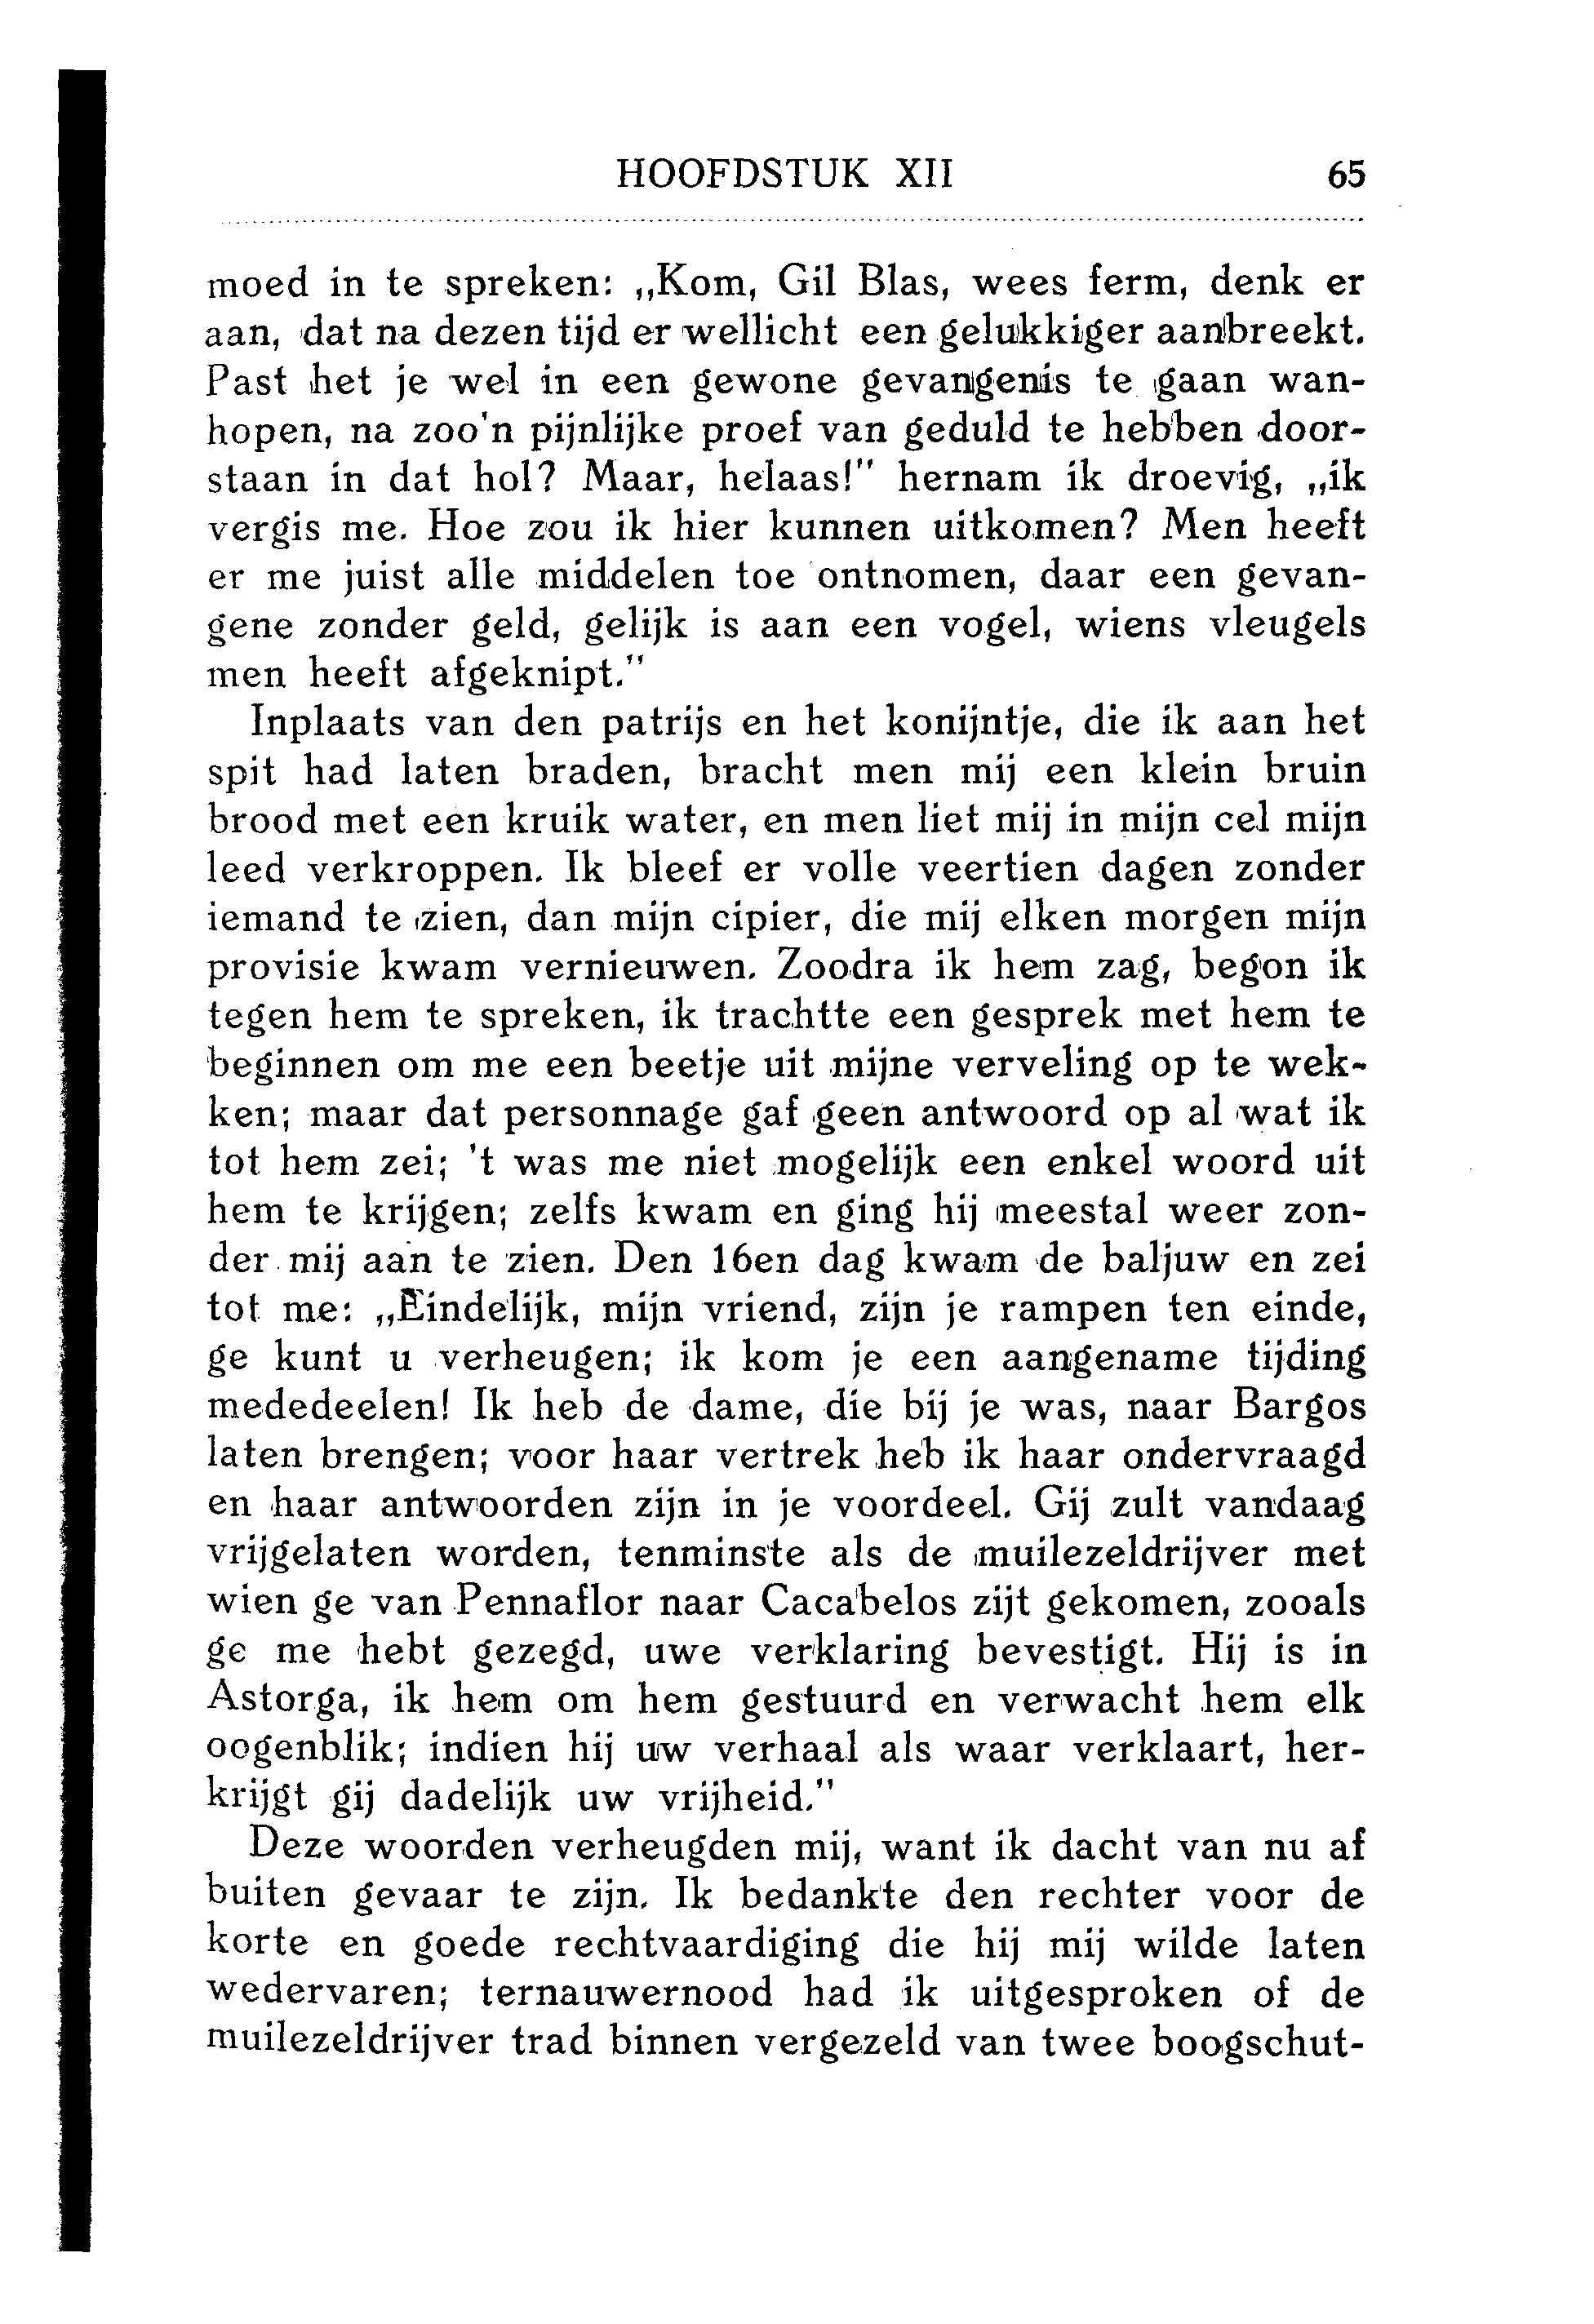 HOOFDSTUK XII 65
moed in te spreken: „Kom, Gil Blas, wees ferm, denk er
aan, dat na dezen tijd er wellicht een gelukkiger aanbreekt.
Past het je wel in een gewone gevangenis te gaan wan-
hopen, na zoo'n pijnlijke proef van geduld te hebben door-
staan in dat hol? Maar, helaas!" hernam ik droevig, „ik
vergis me. Hoe zou ik hier kunnen uitkomen? Men heeft
er me juist alle middelen toe ontnomen, daar een gevan-
gene zonder geld, gelijk is aan een vogel, wiens vleugels
men heeft afgeknipt."
Inplaats van den patrijs en het konijntje, die ik aan het
spit had laten braden, bracht men mij een klein bruin
brood met een kruik water, en men liet mij in mijn cel mijn
leed verkroppen. Ik bleef er volle veertien dagen zonder
iemand te zien, dan mijn cipier, die mij elken morgen mijn
provisie kwam vernieuwen. Zoodra ik hem zag, begon ik
tegen hem te spreken, ik trachtte een gesprek met hem te
beginnen om me een beetje uit mijne verveling op te wek-
ken; maar dat personnage gaf geen antwoord op al wat ik
tot hem zei; 't was me niet mogelijk een enkel woord uit
hem te krijgen; zelfs kwam en ging hij meestal weer zon-
der mij aan te zien. Den 16en dag kwam de baljuw en zei
tot me: „Eindelijk, mijn vriend, zijn je rampen ten einde,
ge kunt u verheugen; ik kom je een aangename tijding
mededeelen! Ik heb de dame, die bij je was, naar Bargos
laten brengen; voor haar vertrek heb ik haar ondervraagd
en haar antwoorden zijn in je voordeel. Gij zult vandaag
vrijgelaten worden, tenminste als de muilezeldrijver met
wien ge van Pennaflor naar Cacabelos zijt gekomen, zooals
ge me hebt gezegd, uwe verklaring bevestigt. Hij is in
Astorga, ik hem om hem gestuurd en verwacht hem elk
oogenblik; indien hij uw verhaal als waar verklaart, her-
krijgt gij dadelijk uw vrijheid."
Deze woorden verheugden mij, want ik dacht van nu af
buiten gevaar te zijn. Ik bedankte den rechter voor de
korte en goede rechtvaardiging die hij mij wilde laten
wedervaren; ternauwernood had ik uitgesproken of de
muilezeldrijver trad binnen vergezeld van twee boogschut-